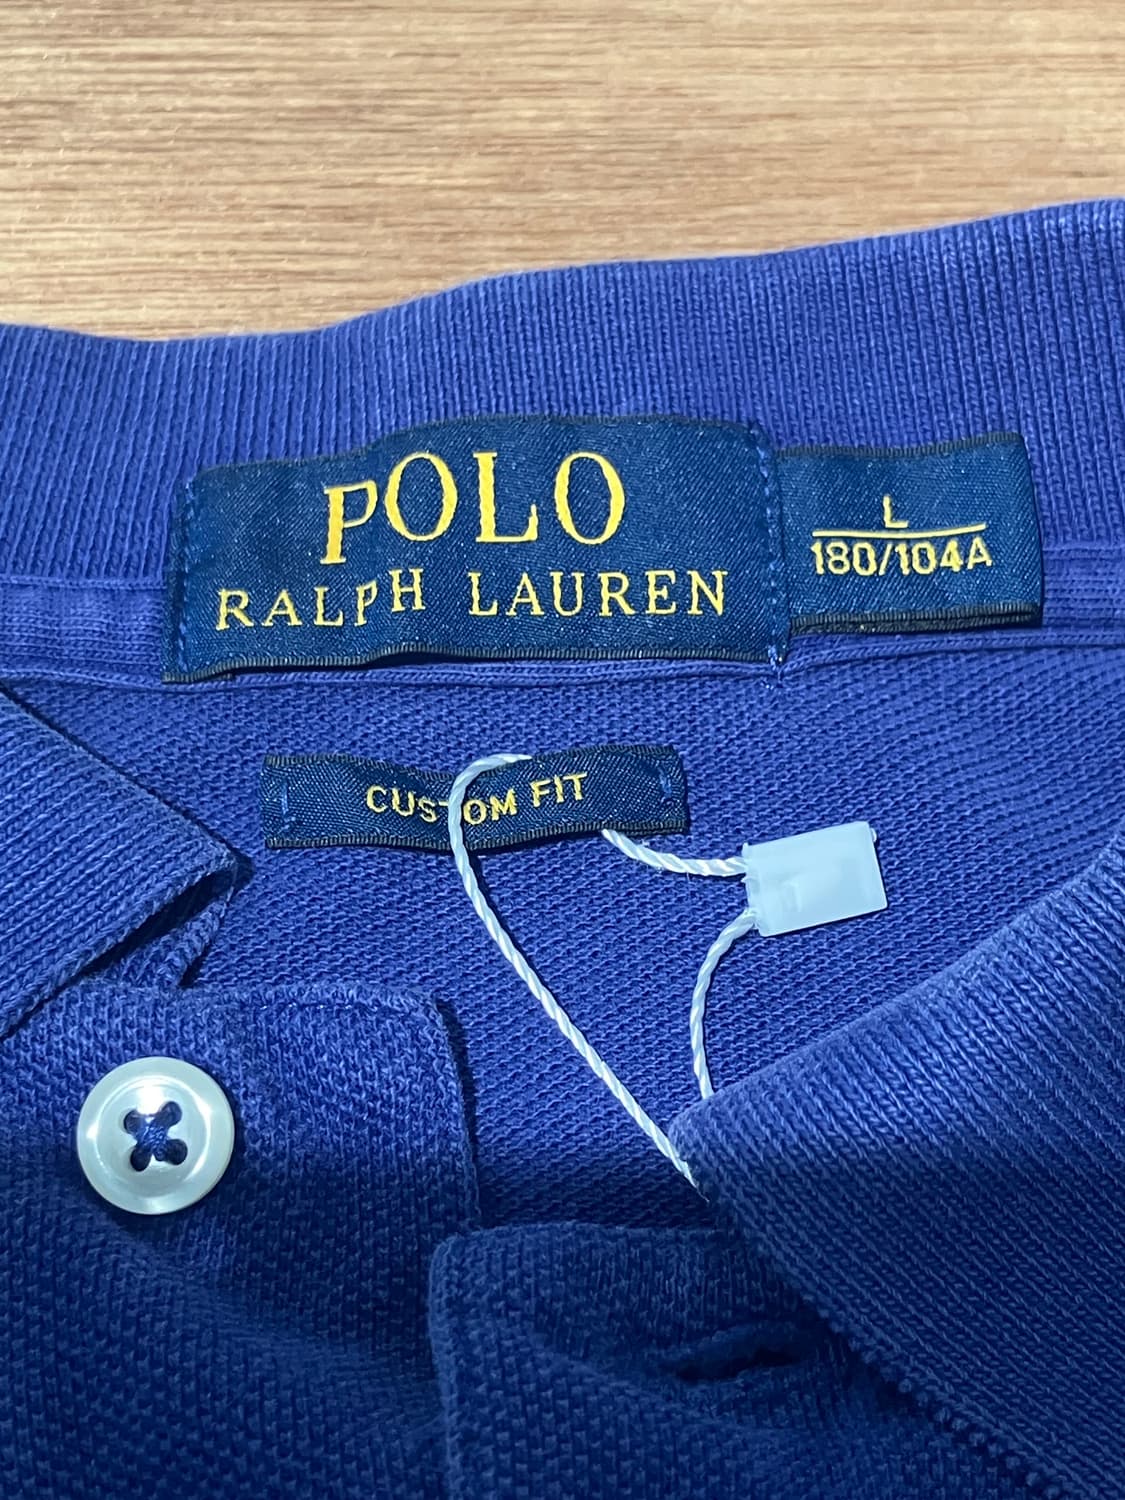 POLO
RALPH LAUREN
L
180/104A
CUSTOM FIT